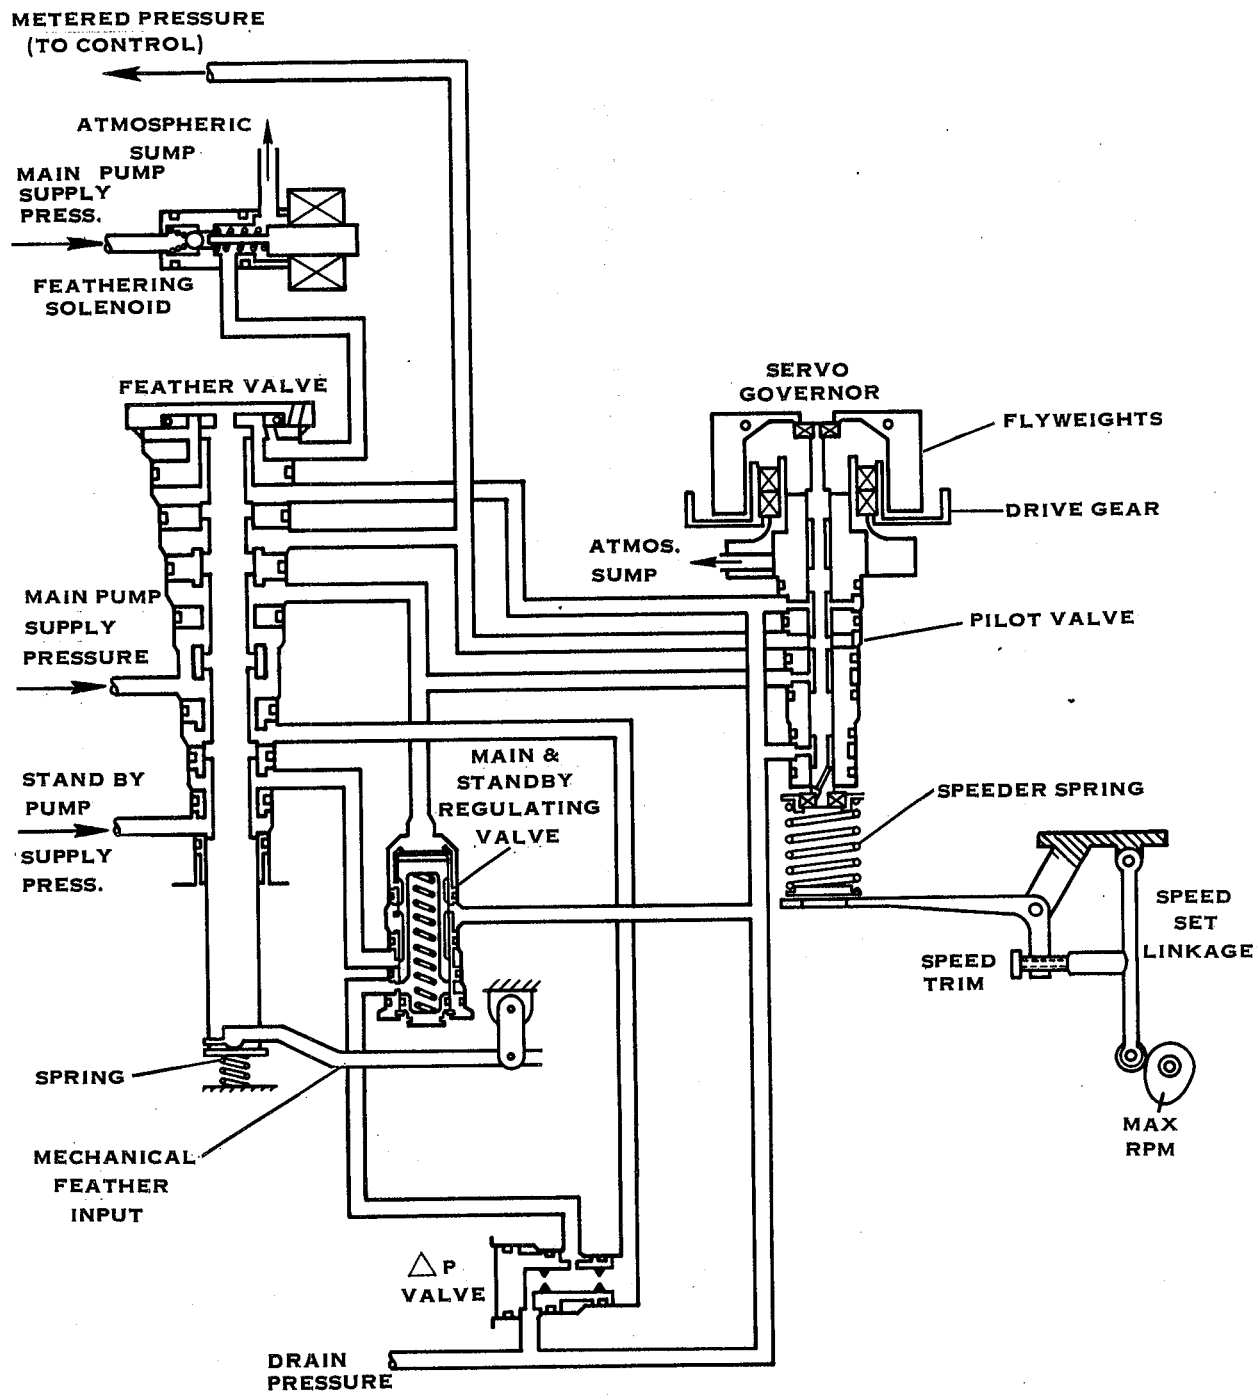 METERED PRESSURE
(TO CONTROL)
ATMOSPHERIC
SUMP
MAIN PUMP
SUPPLY
PRESS.
FEATHERING
SOLENOID
FEATHER VALVE
SERVO
GOVERNOR
FLYWEIGHTS
DRIVE GEAR
ATMOS.
SUMP
PILOT VALVE
MAIN PUMP
SUPPLY
PRESSURE
STAND BY
PUMP
SUPPLY
PRESS.
MAIN &
STANDBY
REGULATING
VALVE
SPEEDER SPRING
SPEED
SET
LINKAGE
SPEED
TRIM
SPRING
MAX
RPM
MECHANICAL
FEATHER
INPUT
△P
VALVE
DRAIN
PRESSURE